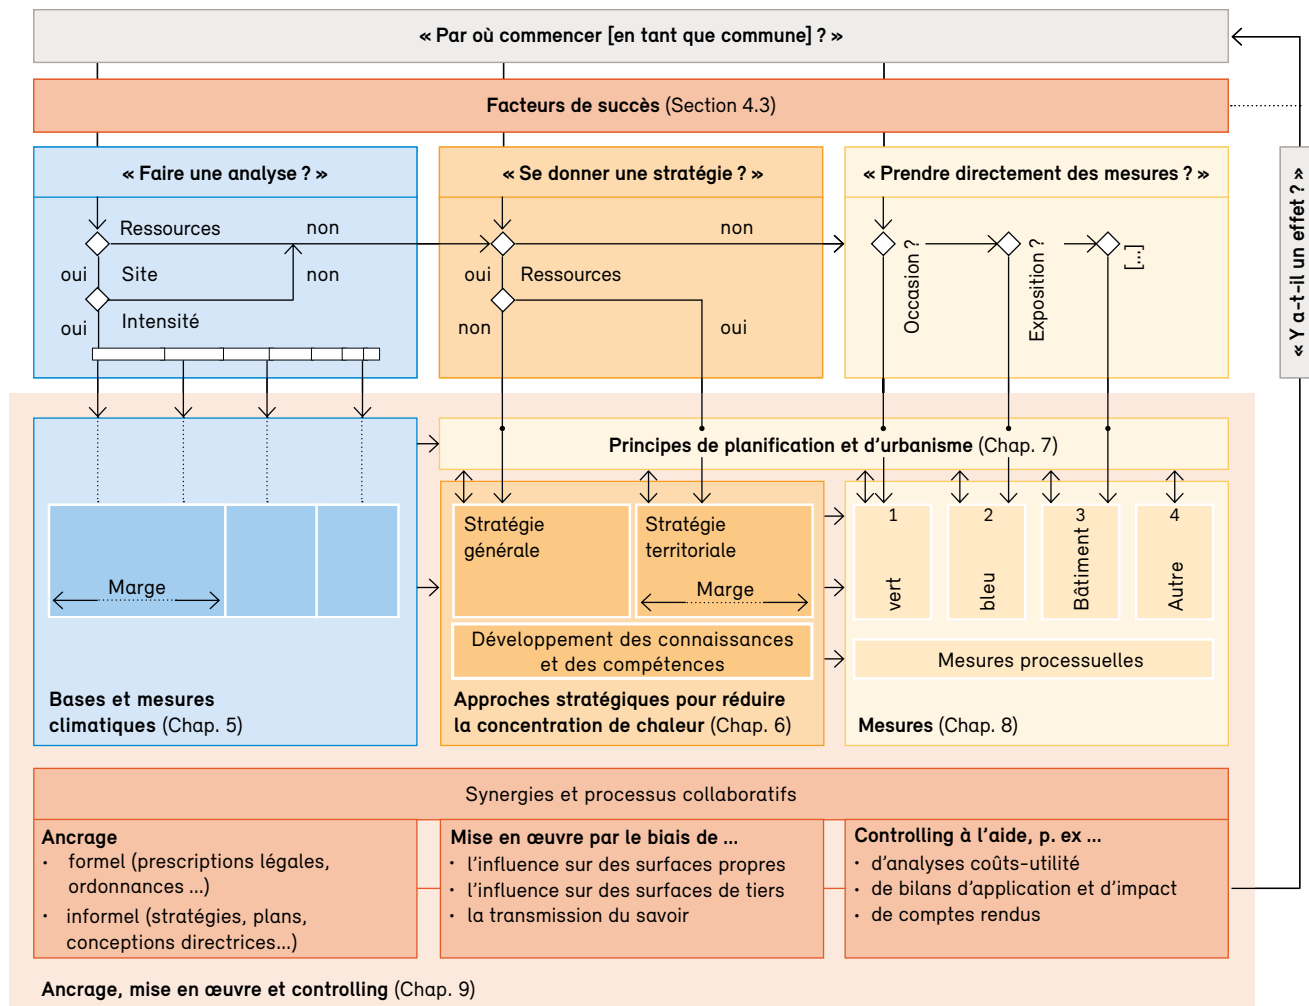 « Par où commencer [en tant que commune] ? »
Facteurs de succès (Section 4.3)
« Faire une analyse ? »
Ressources
non
oui
Site
non
Intensité
oui
« Se donner une stratégie ? »
non
oui
Ressources
non
oui
« Prendre directement des mesures ? »
Occasion ?
Exposition ?
[...]
« Y a-t-il un effet ? »
Principes de planification et d'urbanisme (Chap. 7)
Marge
Bases et mesures
climatiques (Chap. 5)
Stratégie
générale
Stratégie
territoriale
Marge
Développement des connaissances
et des compétences
Approches stratégiques pour réduire
la concentration de chaleur (Chap. 6)
1
vert
2
bleu
3
Bâtiment
4
Autre
Mesures processuelles
Mesures (Chap. 8)
Synergies et processus collaboratifs
Ancrage
· formel (prescriptions légales,
ordonnances ...)
· informel (stratégies, plans,
conceptions directrices...)
Mise en œuvre par le biais de ...
· l'influence sur des surfaces propres
· l'influence sur des surfaces de tiers
· la transmission du savoir
Controlling à l'aide, p. ex ...
· d'analyses coûts-utilité
· de bilans d'application et d'impact
· de comptes rendus
Ancrage, mise en œuvre et controlling (Chap. 9)